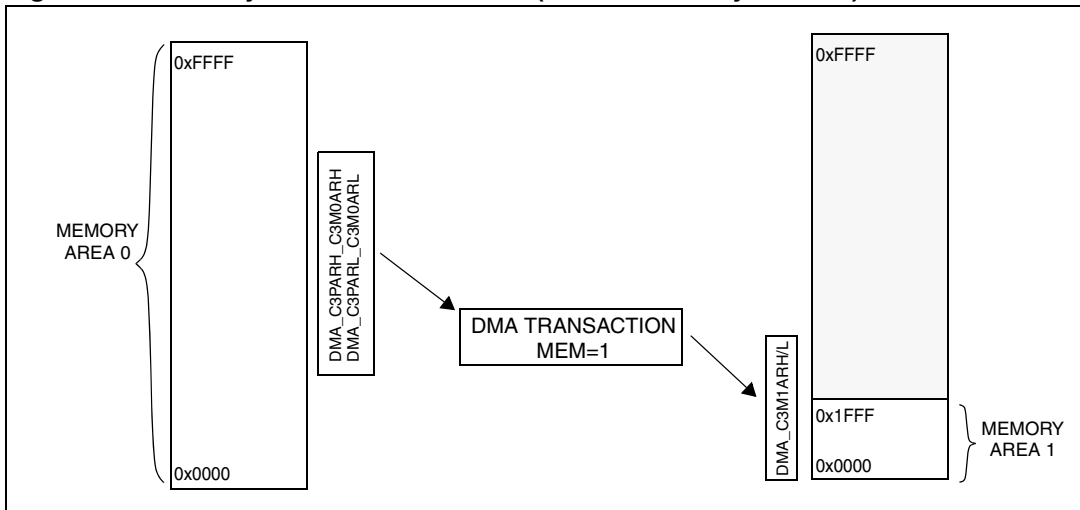 0xFFFF
MEMORY
AREA 0
0x0000
DMA_C3PARH_C3M0ARH
DMA_C3PARL_C3M0ARL
DMA TRANSACTION
MEM=1
DMA_C3M1ARH/L
0xFFFF
0x1FFF
0x0000
MEMORY
AREA 1